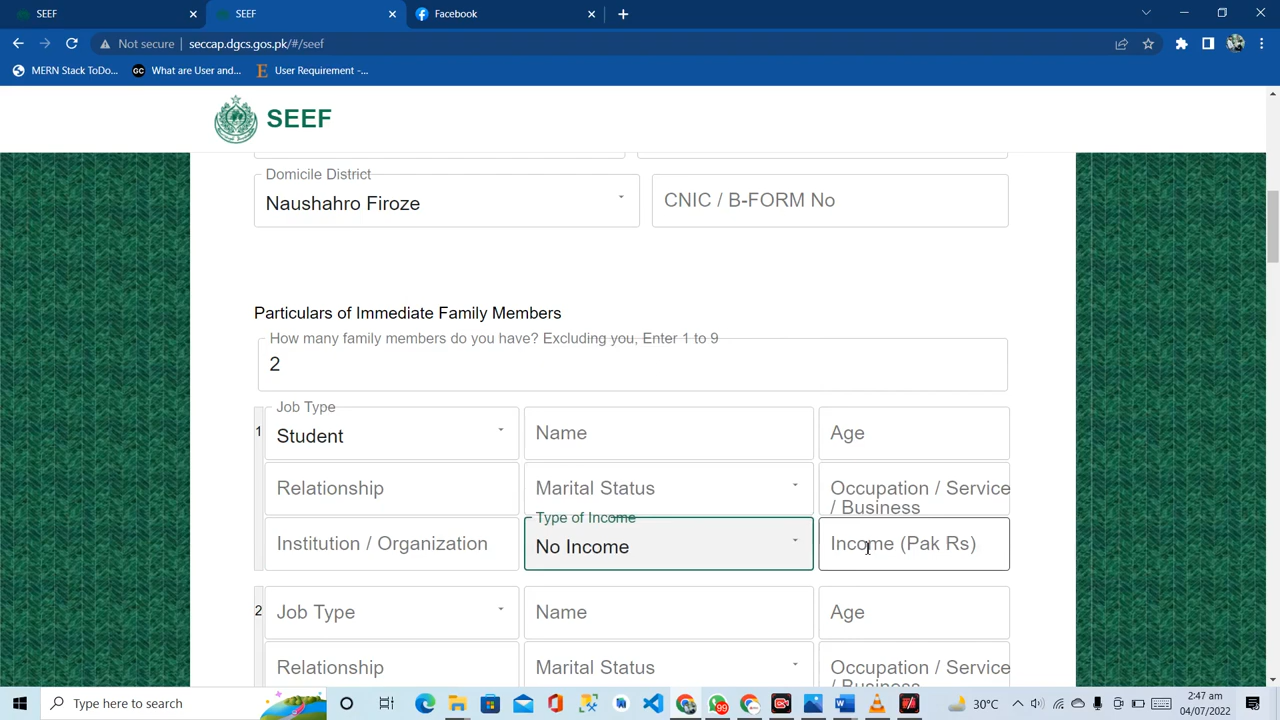 SEEF
SEEF
Facebook
Not secure
seccap.dgcs.gos.pk/#/seef
MERN Stack ToDo...
GC
What are User and...
E
User Requirement -...
SEEF
Domicile District
Naushahro Firoze
CNIC / B-FORM No
Particulars of Immediate Family Members
How many family members do you have? Excluding you, Enter 1 to 9
2
1
Job Type
Student
Name
Age
Relationship
Marital Status
Occupation / Service
/ Business
Institution / Organization
Type of Income
No Income
Income (Pak Rs)
2
Job Type
Name
Age
Relationship
Marital Status
Occupation / Service
/ Business
Type here to search
99
30°C
2:47 am
04/07/2022